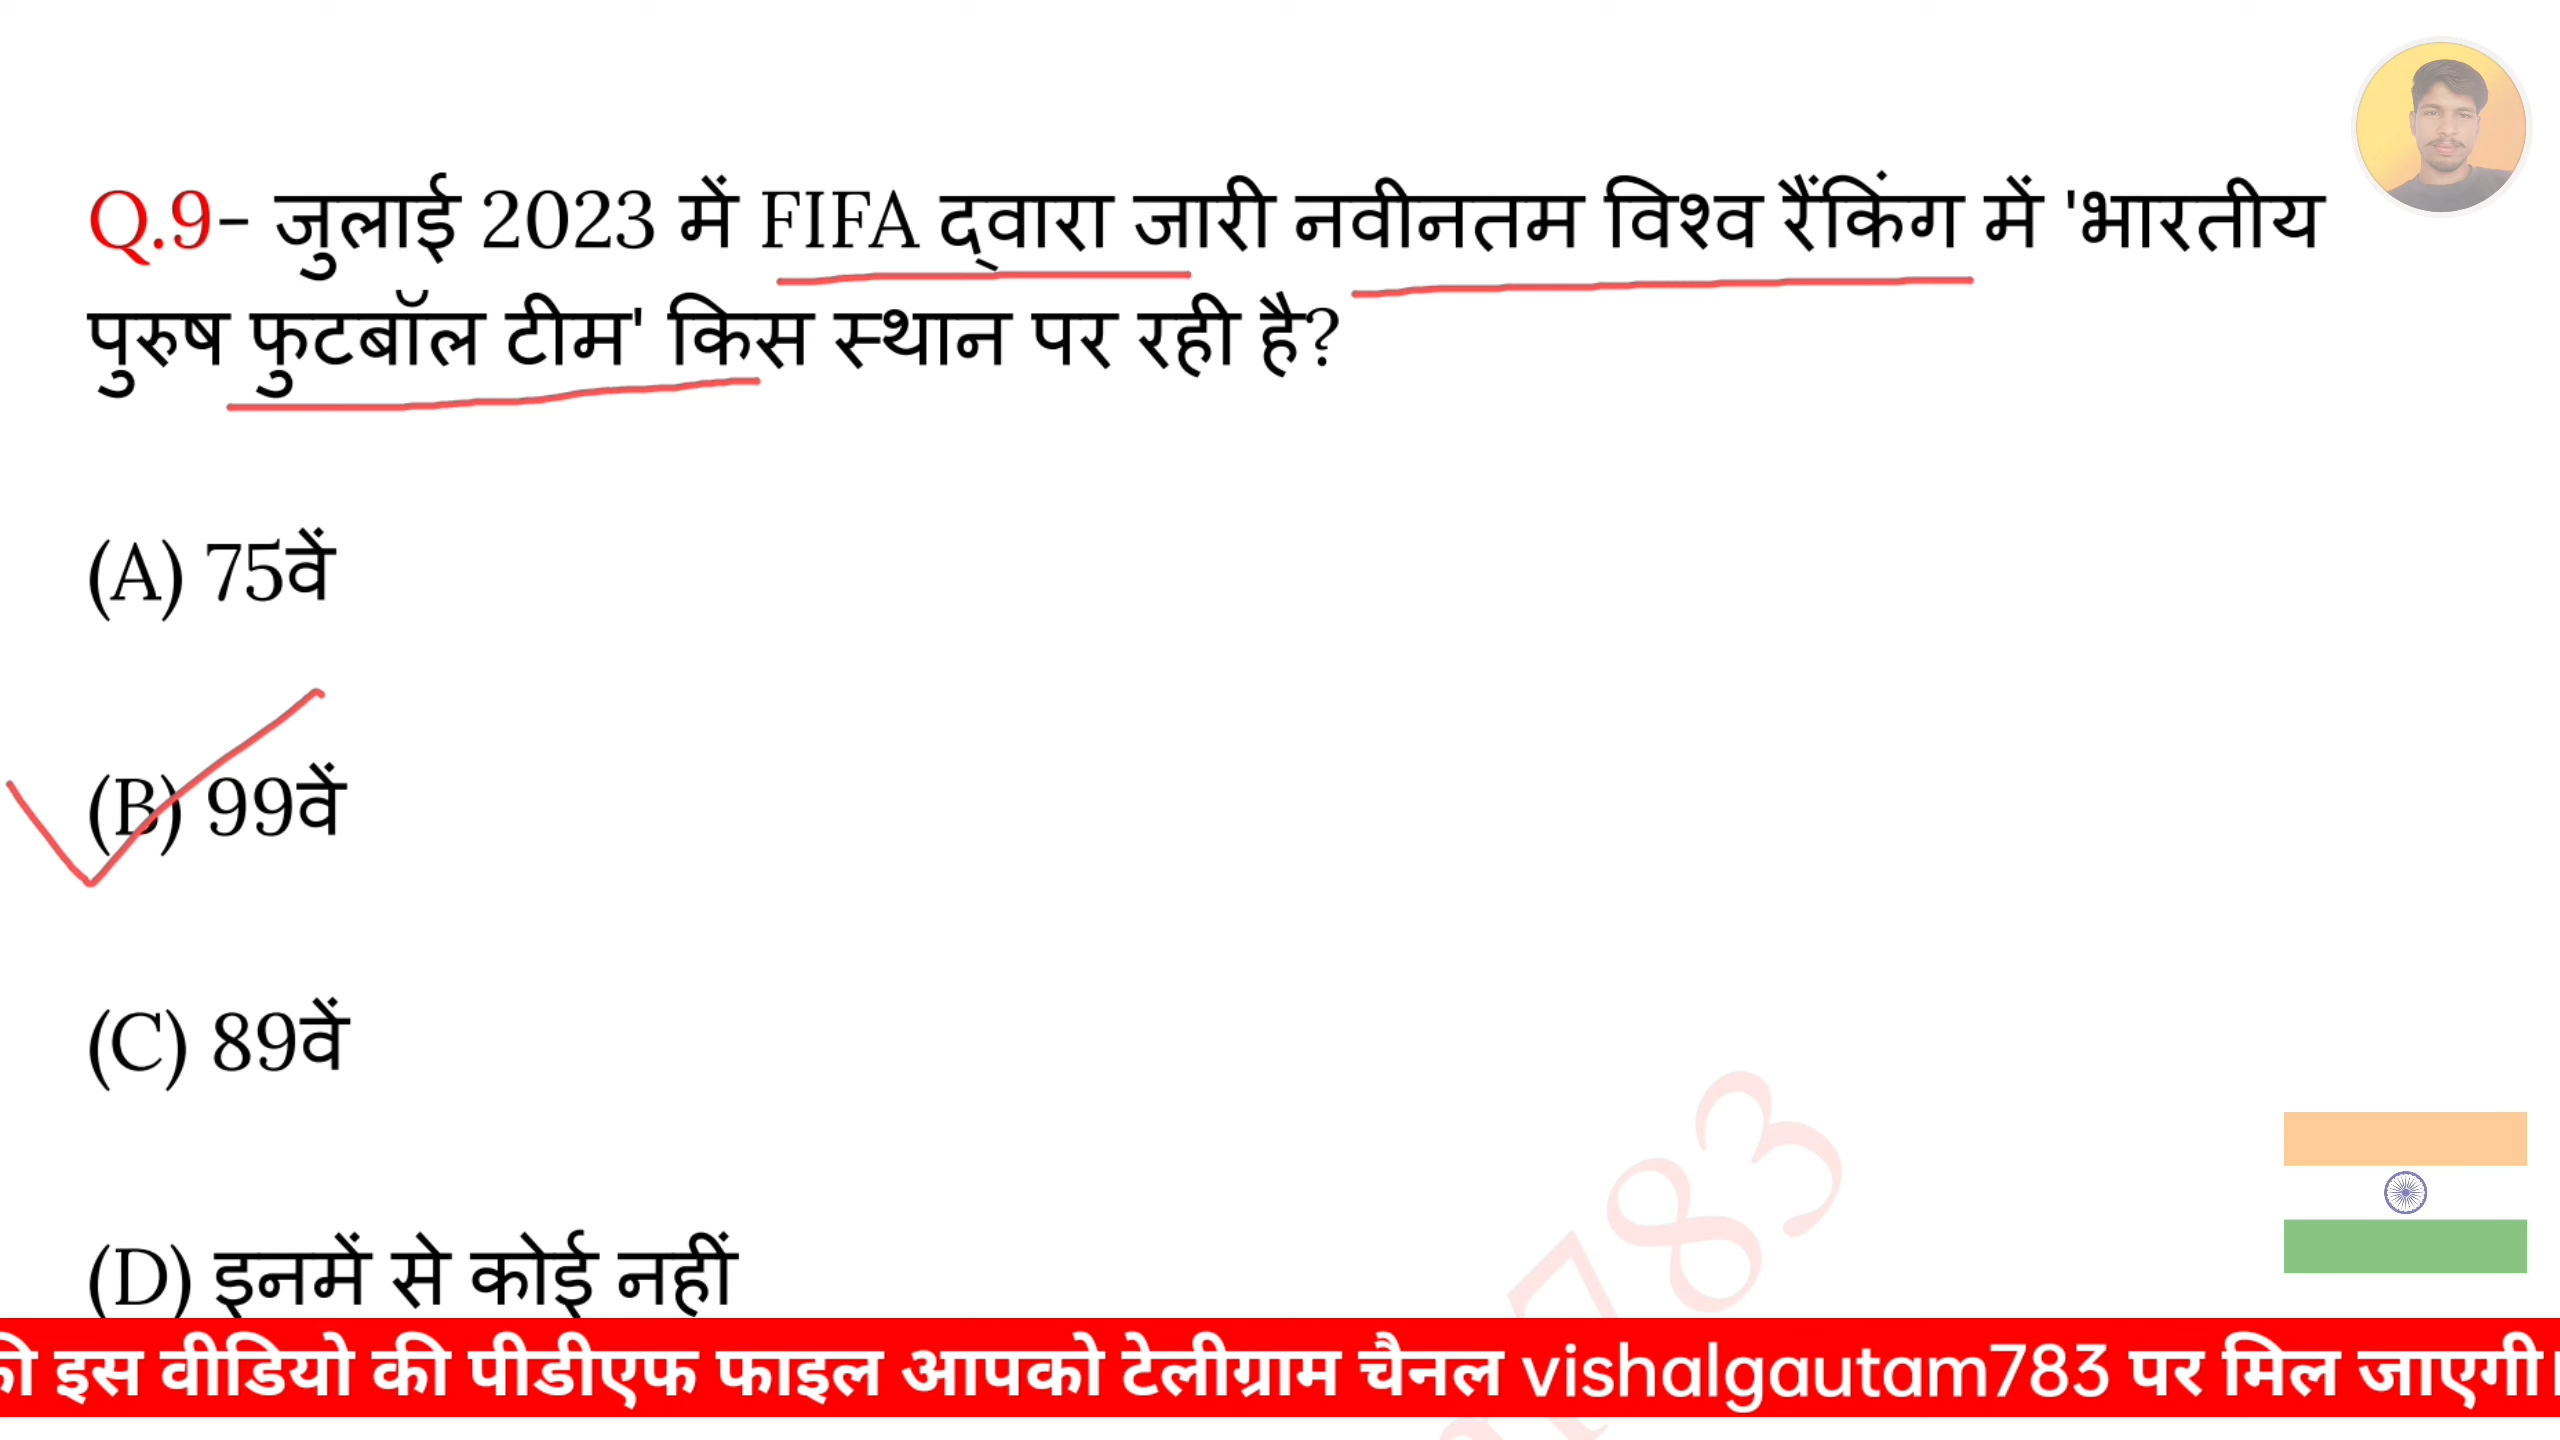 Q.9- जुलाई 2023 में FIFA द्वारा जारी नवीनतम विश्व रैंकिंग में 'भारतीय
पुरुष फुटबॉल टीम' किस स्थान पर रही है?
(A) 75वें
(B) 99वें
(C) 89वें
(D) इनमें से कोई नहीं
इस वीडियो की पीडीएफ फाइल आपको टेलीग्राम चैनल vishalgautam783 पर मिल जाएगी।
783